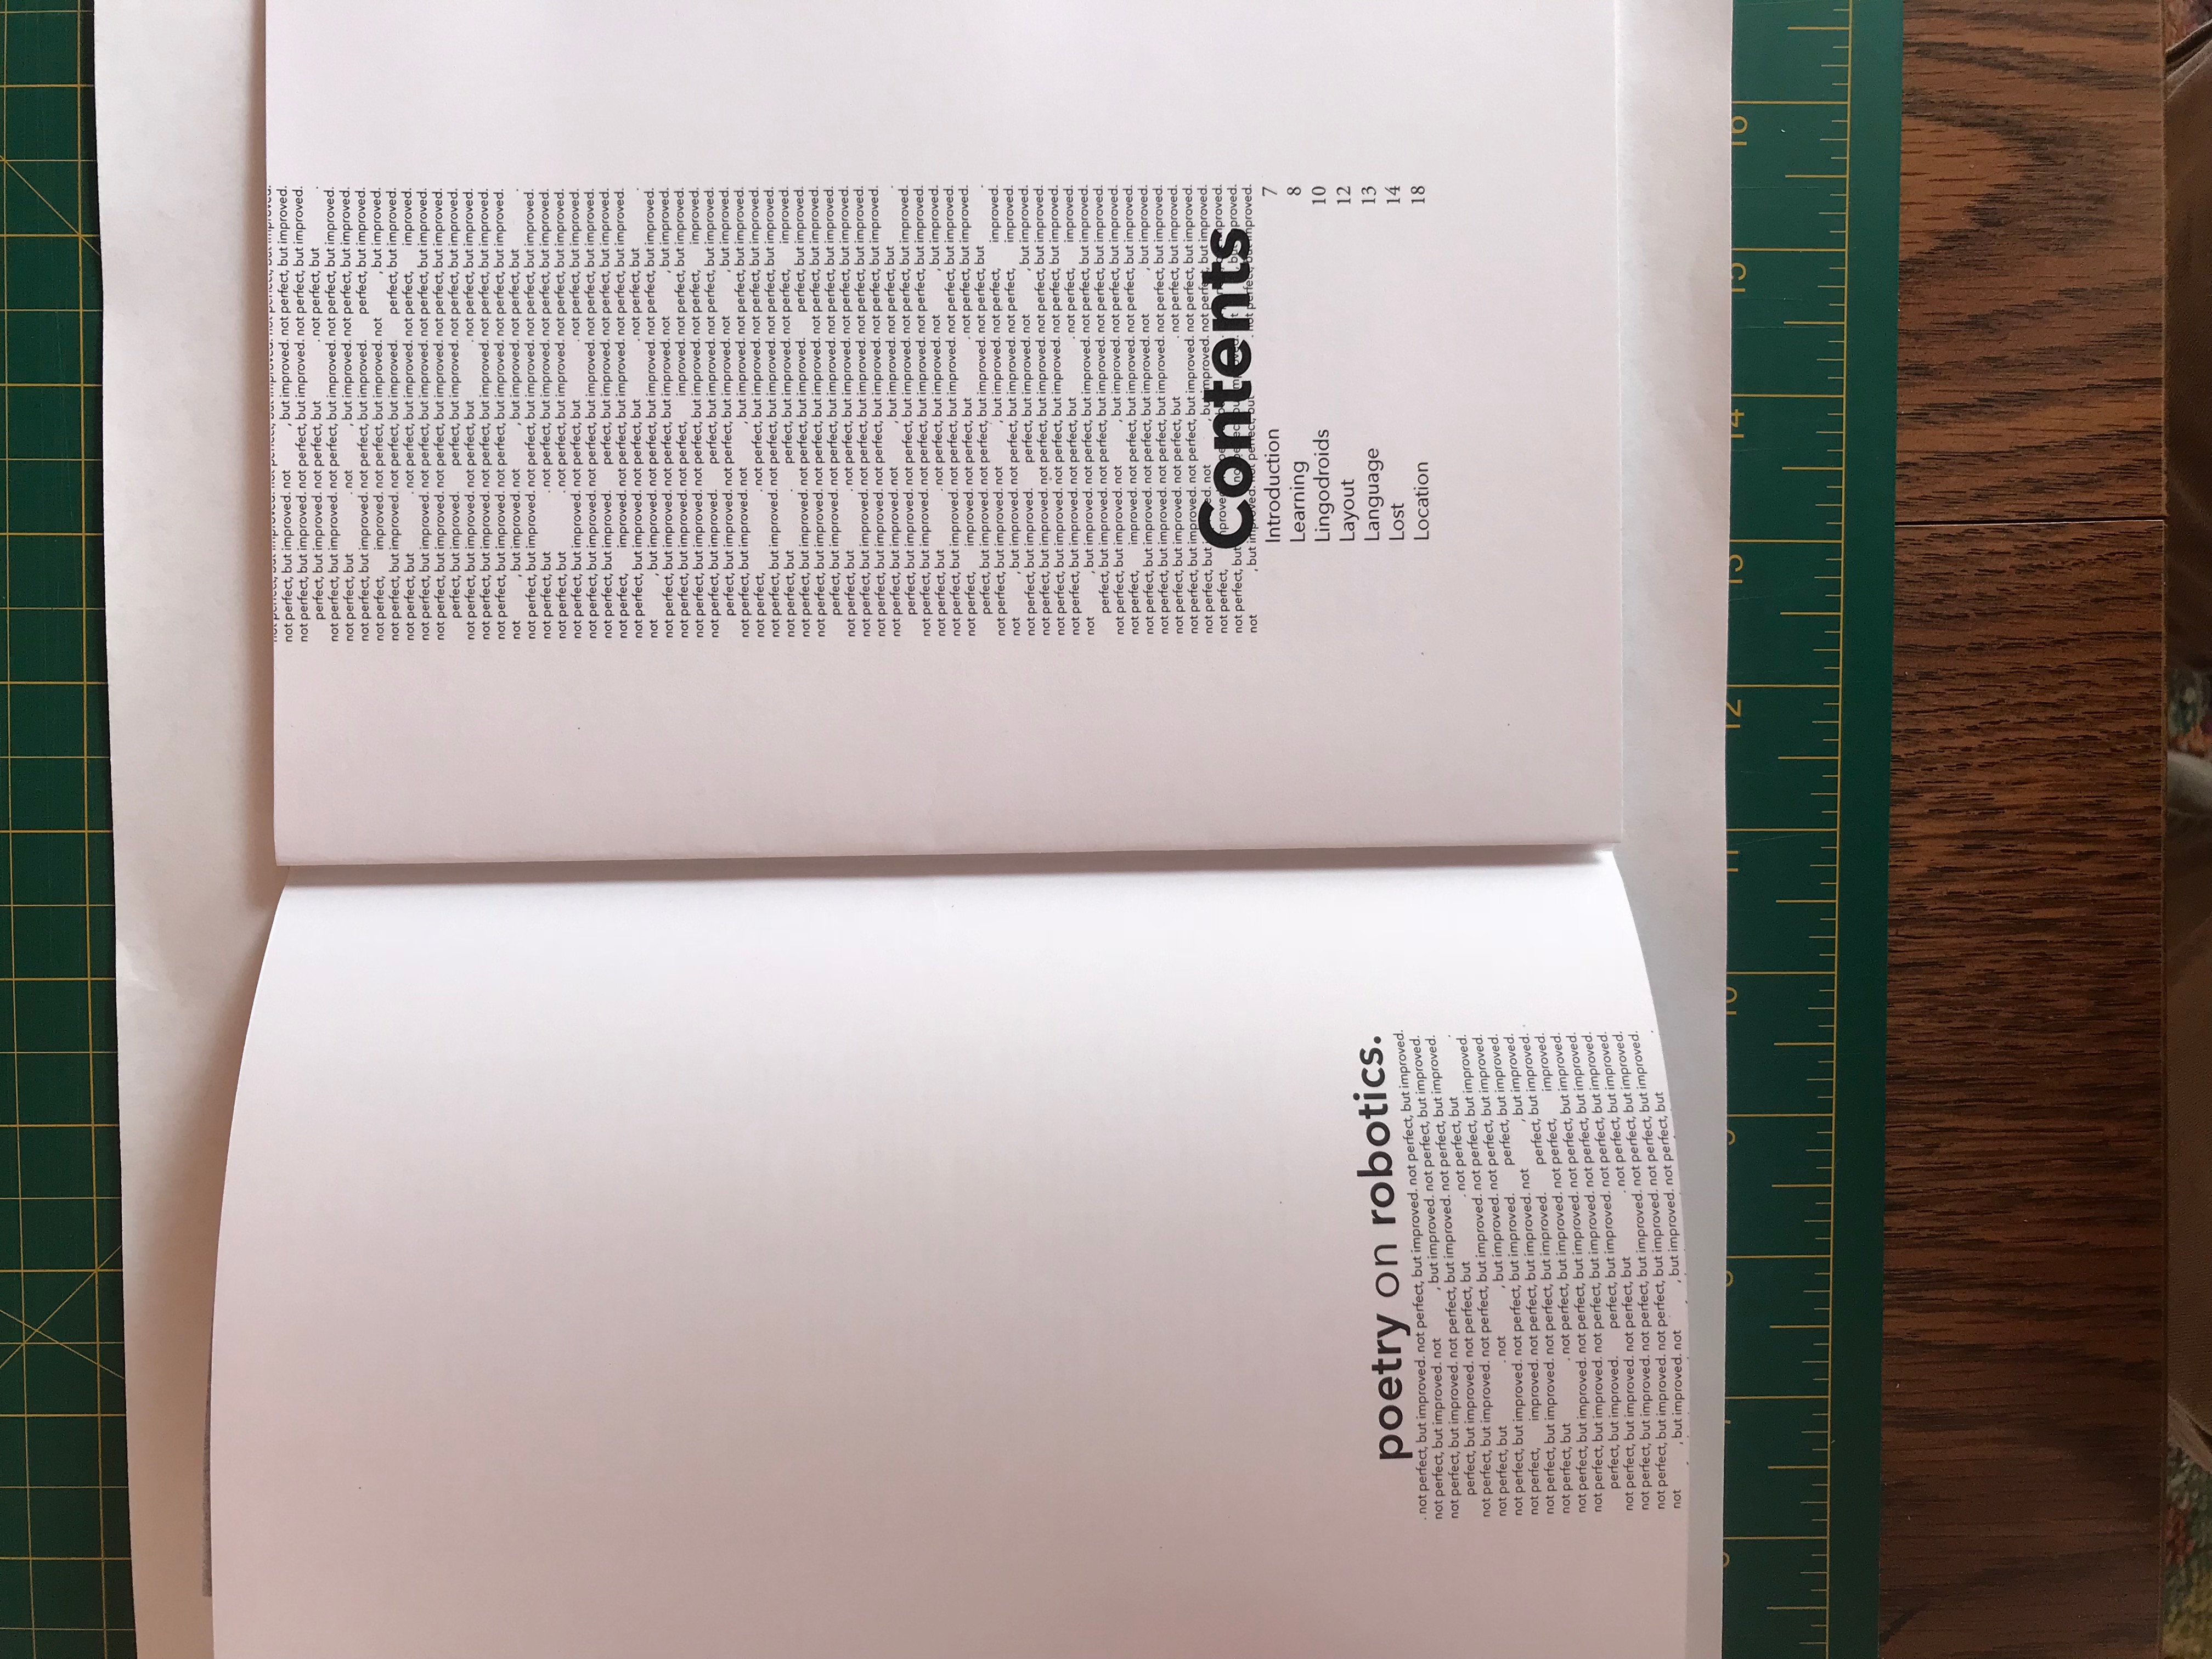 poetry on robotics.
. not perfect, but improved. not perfect, but improved. not perfect, but improved.
not perfect, but improved. not , but improved. not perfect, but improved.
not perfect, but improved. not perfect, but improved. not perfect, but improved.
perfect, but improved. not perfect, but . not perfect, but .
not perfect, but improved. not perfect, but improved. not perfect, but improved.
not perfect, but . not , but improved. not perfect, but improved.
not perfect, but improved. not perfect, but improved. perfect, but improved.
not perfect, improved. not perfect, but improved. not , but improved.
not perfect, but improved. not perfect, but improved. perfect, but improved.
not perfect, but . not perfect, but improved. not perfect, improved.
not perfect, but improved. not perfect, but improved. not perfect, but improved.
not perfect, but improved. not perfect, but improved. not perfect, but improved.
perfect, but improved. perfect, but improved. not perfect, but improved.
not perfect, but improved. not perfect, but . not perfect, but improved.
not perfect, but improved. not perfect, but improved. not perfect, but improved.
not perfect, but improved. not perfect, but improved. not perfect, but improved.
not , but improved. not , but improved. not perfect, but .
not perfect, but improved. not perfect, but improved. not perfect, but improved.
not perfect, but improved. not , but improved. not perfect, but improved.
not perfect, but improved. not perfect, but improved. not perfect, but improved.
perfect, but improved. not perfect, but . not perfect, but .
not perfect, but improved. not perfect, but improved. not perfect, but improved.
not perfect, but . not , but improved. not perfect, but improved.
not perfect, but improved. not perfect, but improved. perfect, but improved.
not perfect, improved. not perfect, but improved. not , but improved.
not perfect, but improved. not perfect, but improved. perfect, but improved.
not perfect, but . not perfect, but improved. not perfect, improved.
not perfect, but improved. not perfect, but improved. not perfect, but improved.
not perfect, but improved. not perfect, but improved. not perfect, but improved.
perfect, but improved. perfect, but improved. not perfect, but improved.
not perfect, but improved. not perfect, but . not perfect, but improved.
not perfect, but improved. not perfect, but improved. not perfect, but improved.
not perfect, but improved. not perfect, but improved. not perfect, but improved.
not , but improved. not , but improved. not perfect, but .
not perfect, but improved. not perfect, but improved. not perfect, but improved.
not perfect, but . not perfect, but improved. not perfect, but improved.
not perfect, but . not perfect, but improved. not perfect, but improved.
not perfect, but improved. not perfect, but . not perfect, but improved.
not perfect, but improved. not perfect, but improved. not perfect, but improved.
not perfect, but improved. perfect, but improved. not perfect, but improved.
not perfect, improved. not perfect, but improved. not perfect, but improved.
not perfect, but improved. not perfect, but . not perfect, but .
not , but improved. not perfect, but improved. not perfect, but improved.
not perfect, but improved. not perfect, but improved. not , but improved.
not perfect, but improved. not perfect, improved. not perfect, but improved.
not perfect, but improved. not perfect, but improved. not perfect, improved.
not perfect, but improved. perfect, but improved. not perfect, but improved.
perfect, but improved. not perfect, but improved. not , but improved.
not perfect, but improved. not , but improved. not perfect, but improved.
not perfect, . not perfect, but improved. not perfect, but improved.
not perfect, but improved. not perfect, but improved. not perfect, but improved.
not perfect, but . perfect, but improved. not perfect, improved.
not perfect, but improved. not perfect, but improved. perfect, but improved.
not perfect, but improved. not perfect, but improved. not perfect, but improved.
perfect, but improved. not perfect, but improved. not perfect, but improved.
not perfect, but . not perfect, but improved. not perfect, but improved.
not perfect, but improved. not perfect, but improved. not perfect, but improved.
not perfect, but improved. not perfect, but improved. not perfect, but improved.
not perfect, but improved. not , but improved. not perfect, but .
perfect, but improved. not perfect, but improved. not perfect, but improved.
not perfect, but improved. not perfect, but improved. not perfect, but improved.
not perfect, but . not perfect, but improved. not , but improved.
not perfect, but improved. not perfect, but improved. not perfect, but improved.
not perfect, improved. not perfect, but . not perfect, but improved.
perfect, but improved. not perfect, but improved. not perfect, but .
not perfect, but improved. not , but improved. not perfect, improved.
not , but improved. not perfect, but improved. not perfect, improved.
not perfect, but improved. perfect, but improved. not , but improved.
not perfect, but improved. not perfect, but improved. not perfect, but improved.
not perfect, but improved. not perfect, but improved. not perfect, but improved.
not perfect, but improved. not perfect, but . not perfect, improved.
not , but improved. not perfect, but improved. not perfect, but improved.
perfect, but improved. not perfect, but improved. not perfect, but improved.
not perfect, but improved. not , but improved. not perfect, but improved.
not perfect, improved. not perfect, but improved. not perfect, but improved.
not perfect, but improved. not perfect, but improved. not , but improved.
not perfect, but improved. not perfect, but improved. not perfect, but improved.
not perfect, but improved. not perfect, but . not perfect, but improved.
not perfect, but improved. not perfect, but improved. not perfect, but improved.
not perfect, but ed. not , but improved. not perfect, but improved.
not perfect, improved.
not perfect, but , but improved.
not , but improved. not perfect, but . not perfect, but improved.
Contents
Introduction 7
Learning 8
Lingodroids 10
Layout 12
Language 13
Lost 14
Location 18
9 10 11 12 13 14 15 16